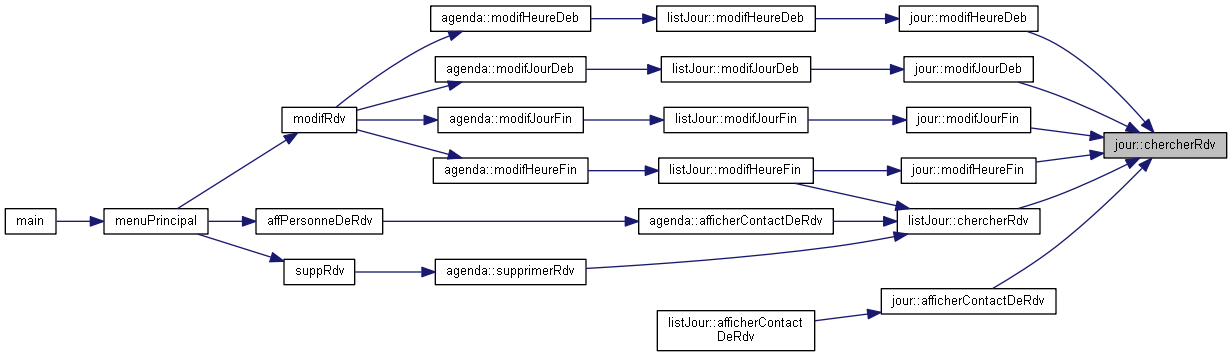 agenda::modifHeureDeb
listJour::modifHeureDeb
jour::modifHeureDeb
agenda::modifJourDeb
listJour::modifJourDeb
jour::modifJourDeb
modifRdv
agenda::modifJourFin
listJour::modifJourFin
jour::modifJourFin
jour::chercherRdv
agenda::modifHeureFin
listJour::modifHeureFin
jour::modifHeureFin
main
menuPrincipal
affPersonneDeRdv
agenda::afficherContactDeRdv
listJour::chercherRdv
suppRdv
agenda::supprimerRdv
jour::afficherContactDeRdv
listJour::afficherContact
DeRdv